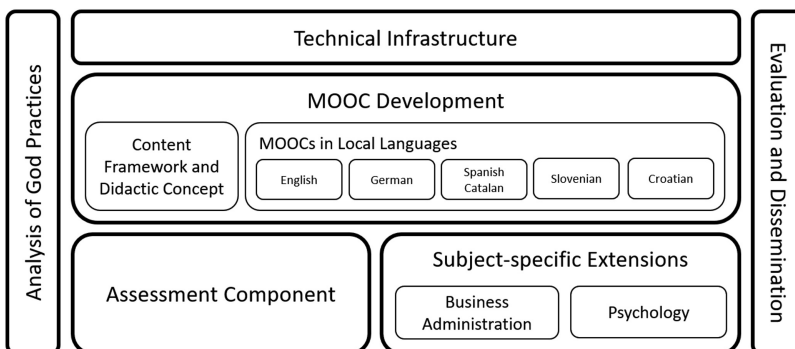 Analysis of God Practices
Technical Infrastructure
MOOC Development
Content
Framework and
Didactic Concept
MOOCs in Local Languages
English
German
Spanish
Catalan
Slovenian
Croatian
Assessment Component
Subject-specific Extensions
Business
Administration
Psychology
Evaluation and Dissemination